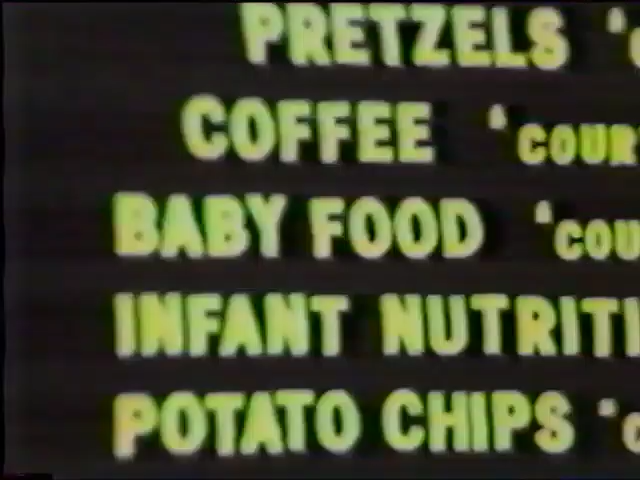 PRETZELS
COFFEE 'COUR
BABY FOOD 'COU
INFANT NUTRITI
POTATO CHIPS 'C